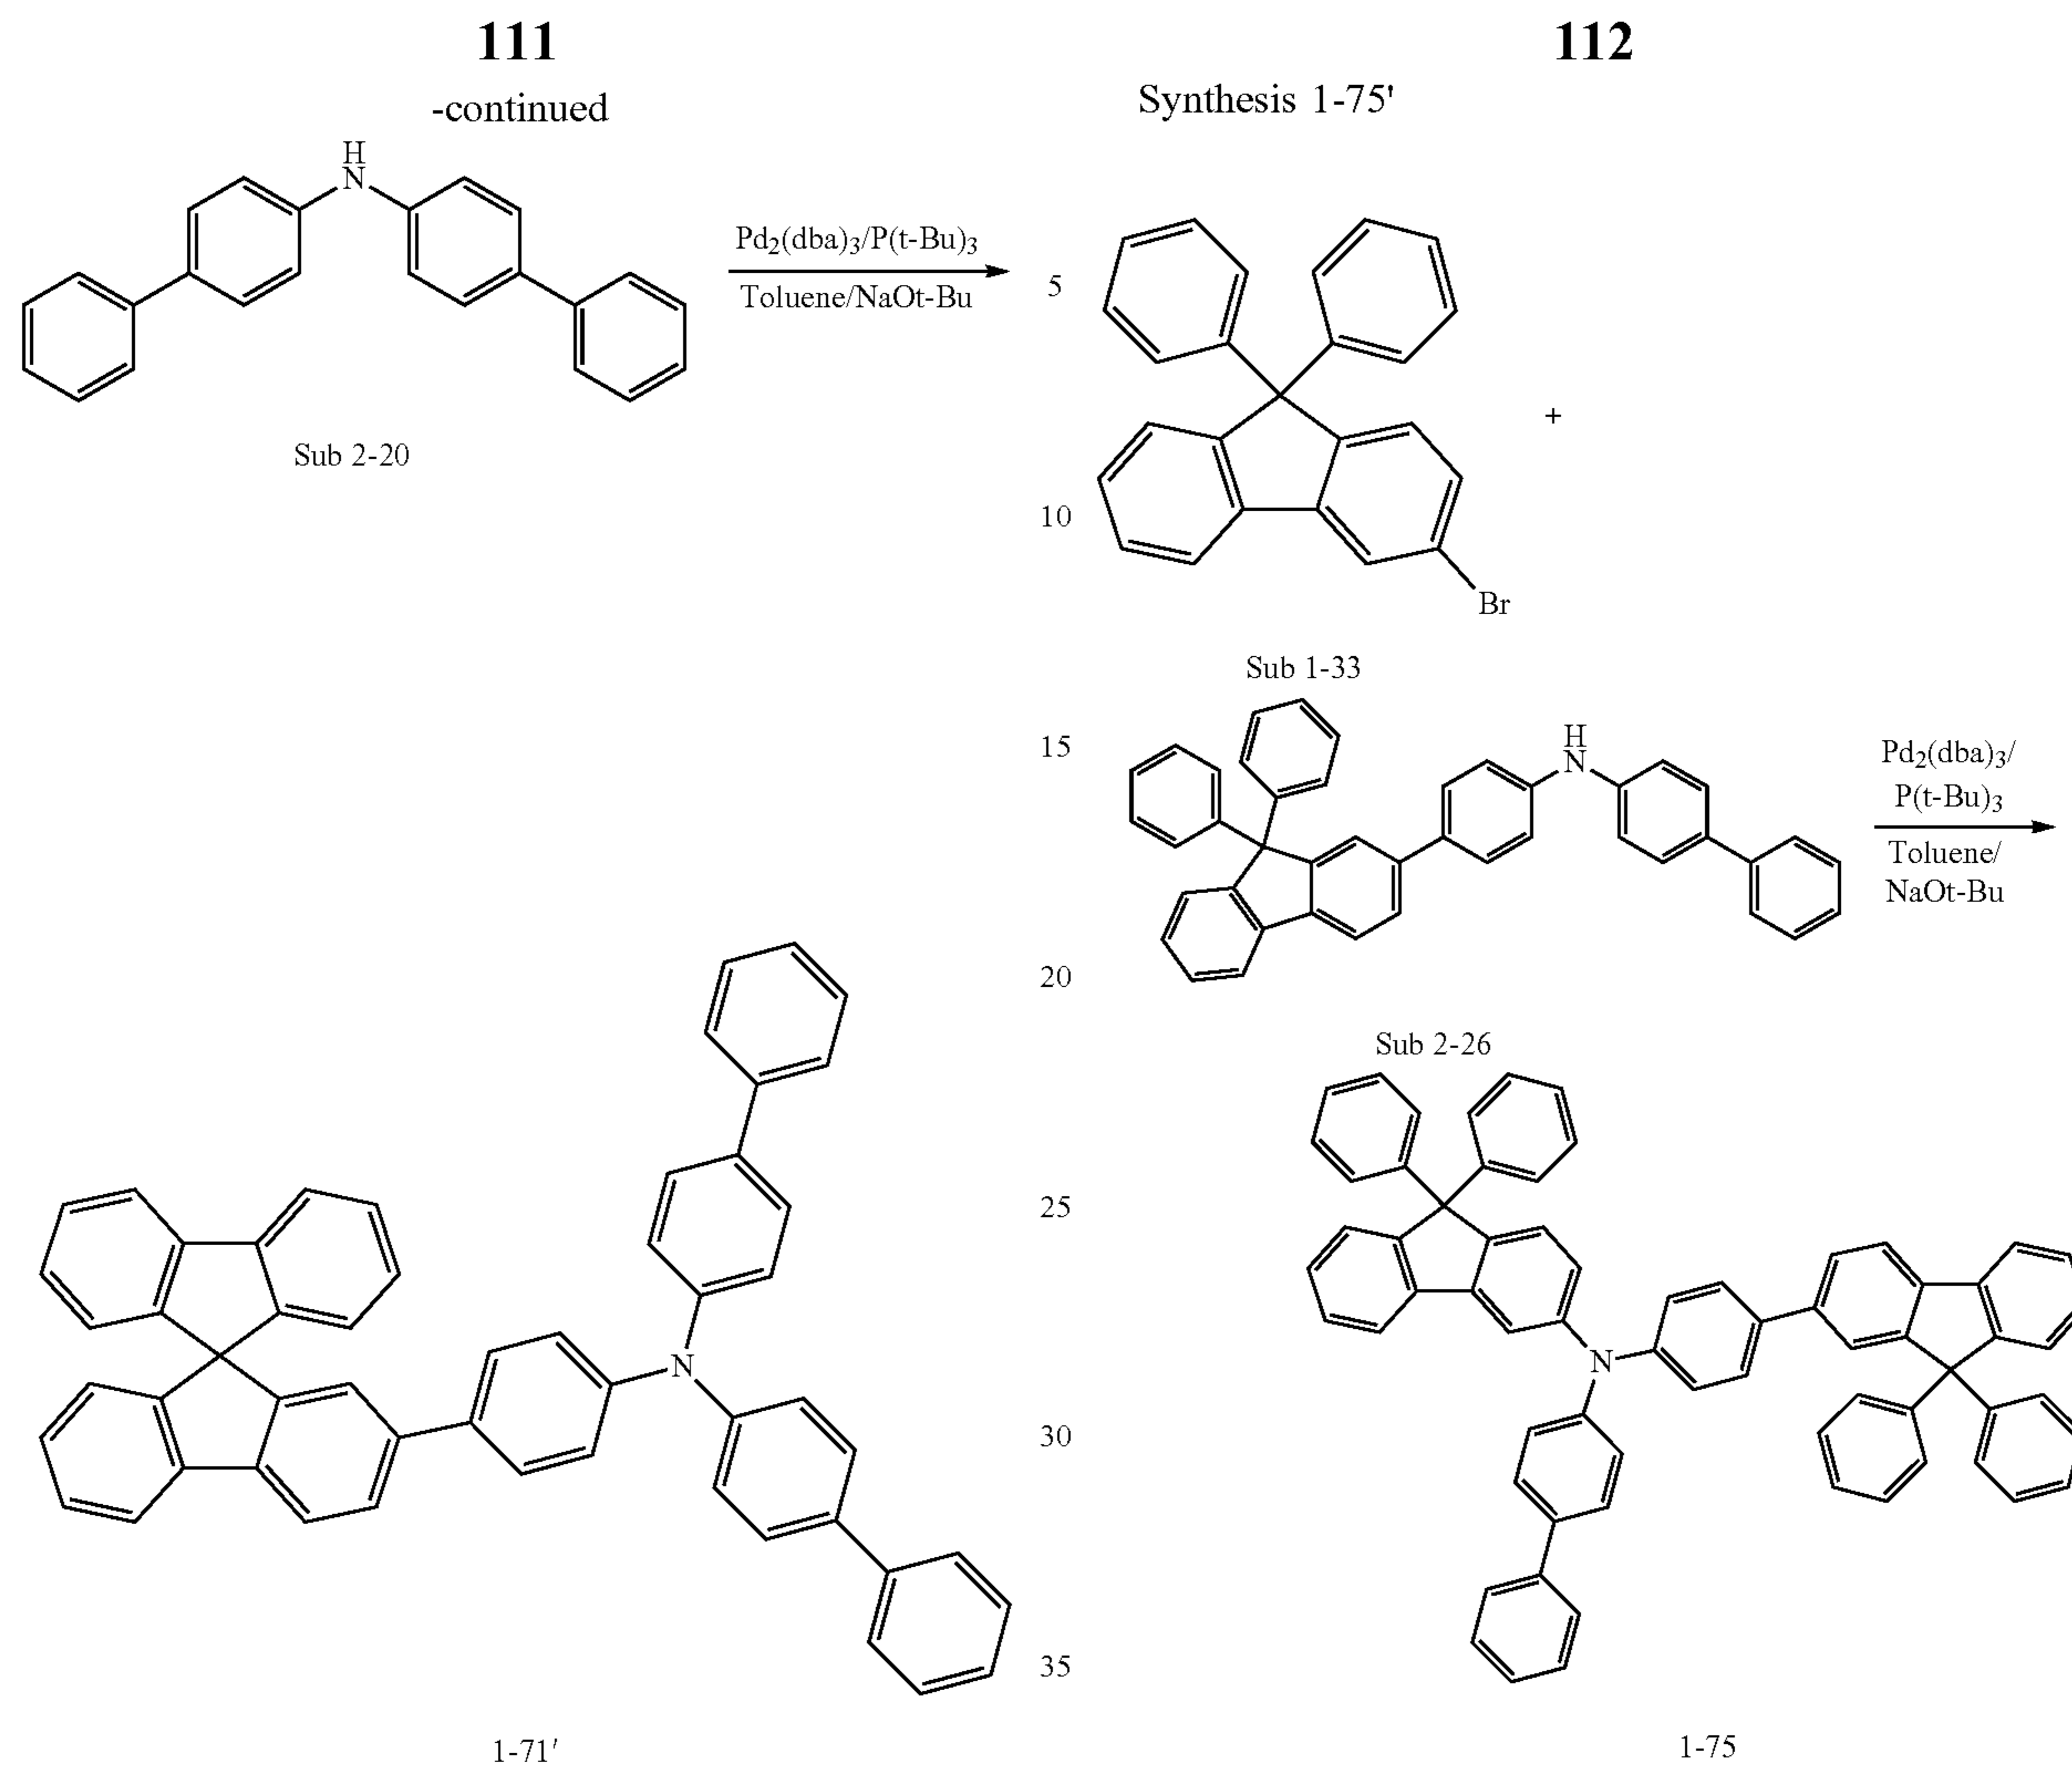 111
-continued
H
N
Pd2(dba)3/P(t-Bu)3
Toluene/NaOt-Bu
Sub 2-20
N
1-71'
112
Synthesis 1-75'
5
+
10
Br
Sub 1-33
15
H
N
Pd2(dba)3/
P(t-Bu)3
Toluene/
NaOt-Bu
20
Sub 2-26
25
N
30
35
1-75